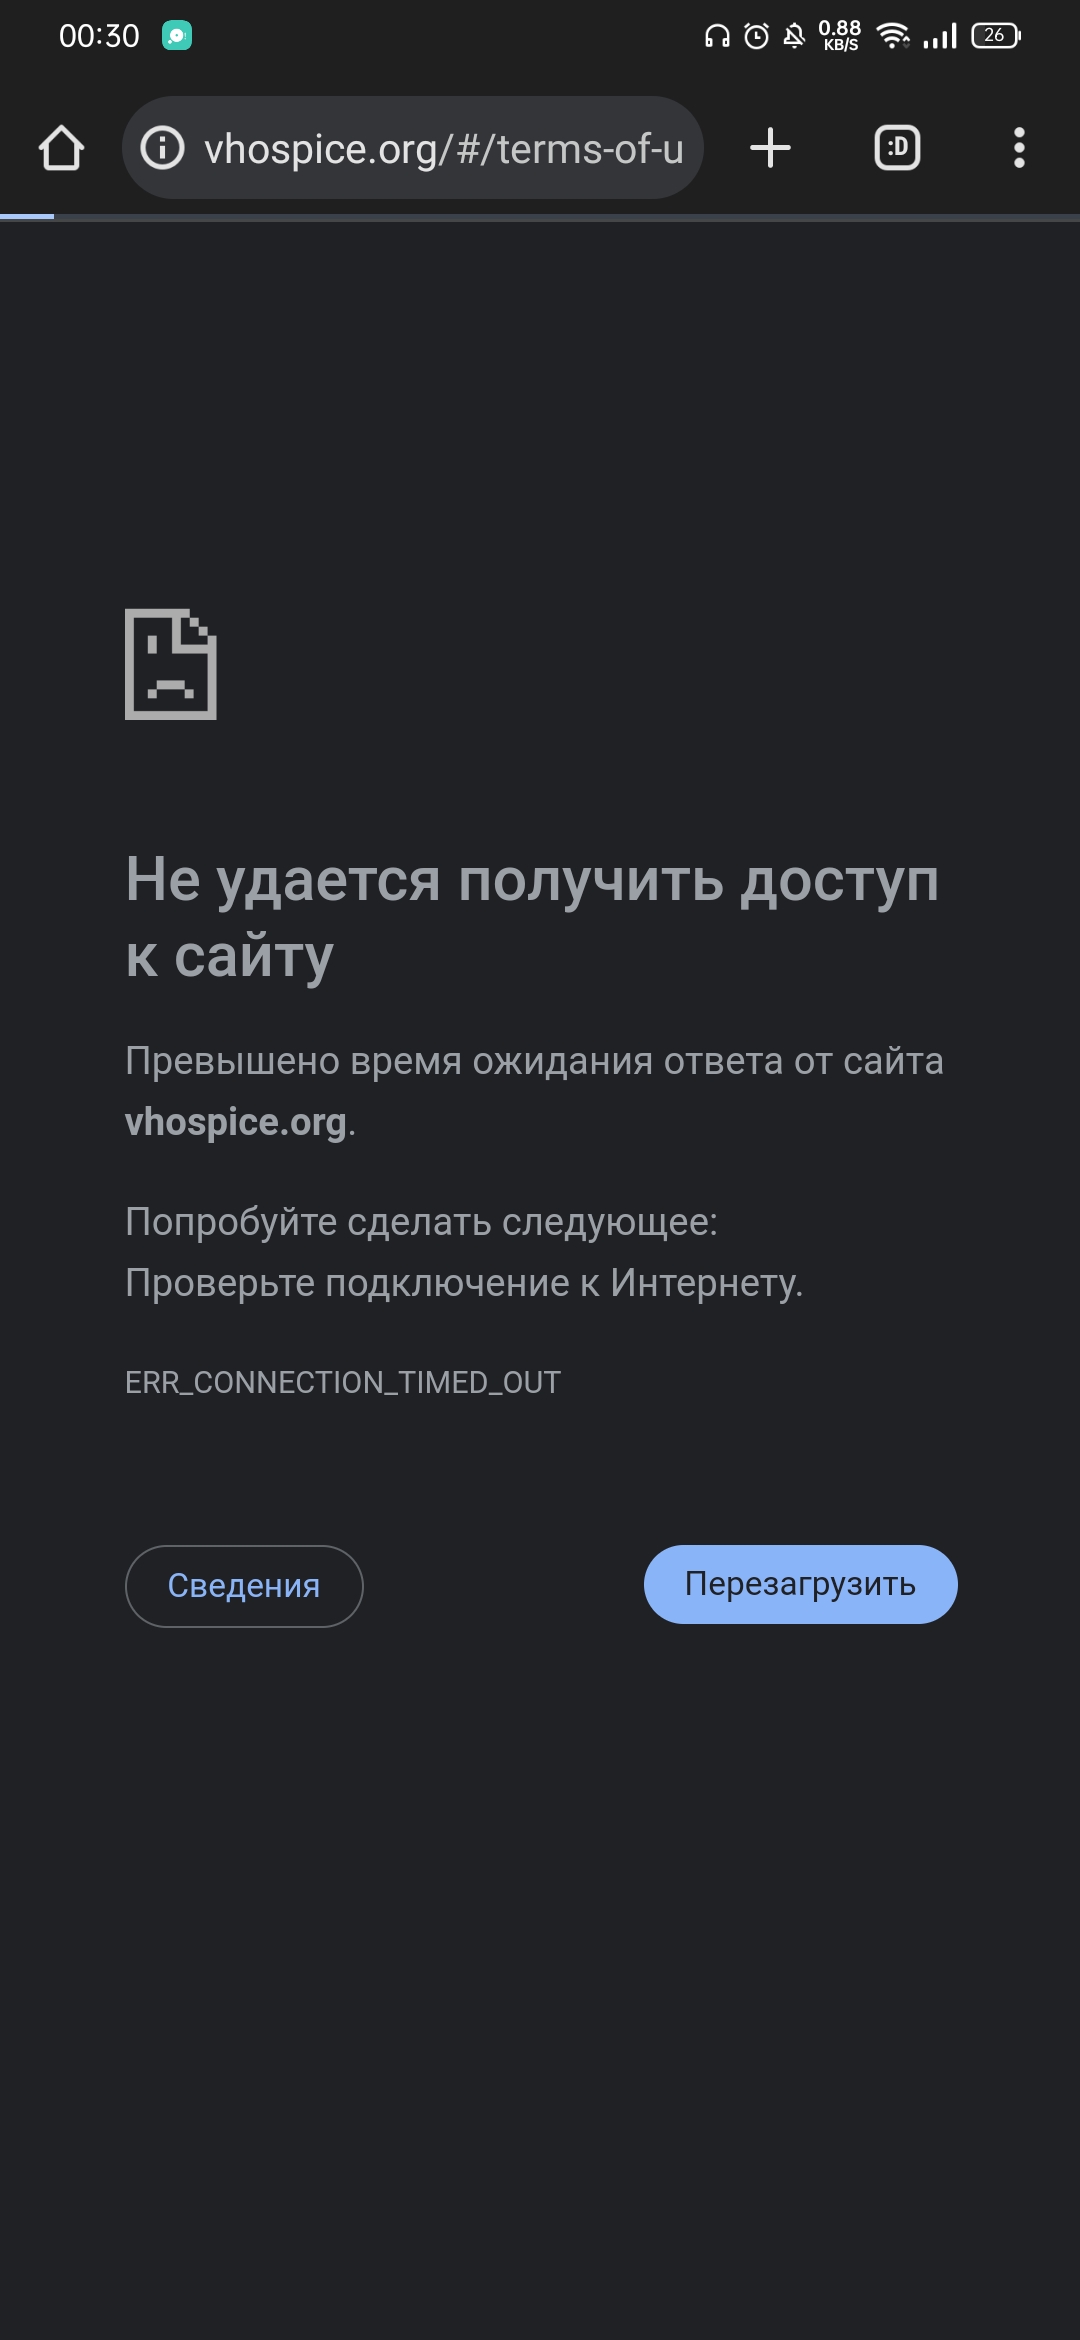 00:30
0.88
KB/S
26
vhospice.org/#/terms-of-u
:D
Не удается получить доступ
к сайту
Превышено время ожидания ответа от сайта
vhospice.org.
Попробуйте сделать следующее:
Проверьте подключение к Интернету.
ERR_CONNECTION_TIMED_OUT
Сведения
Перезагрузить